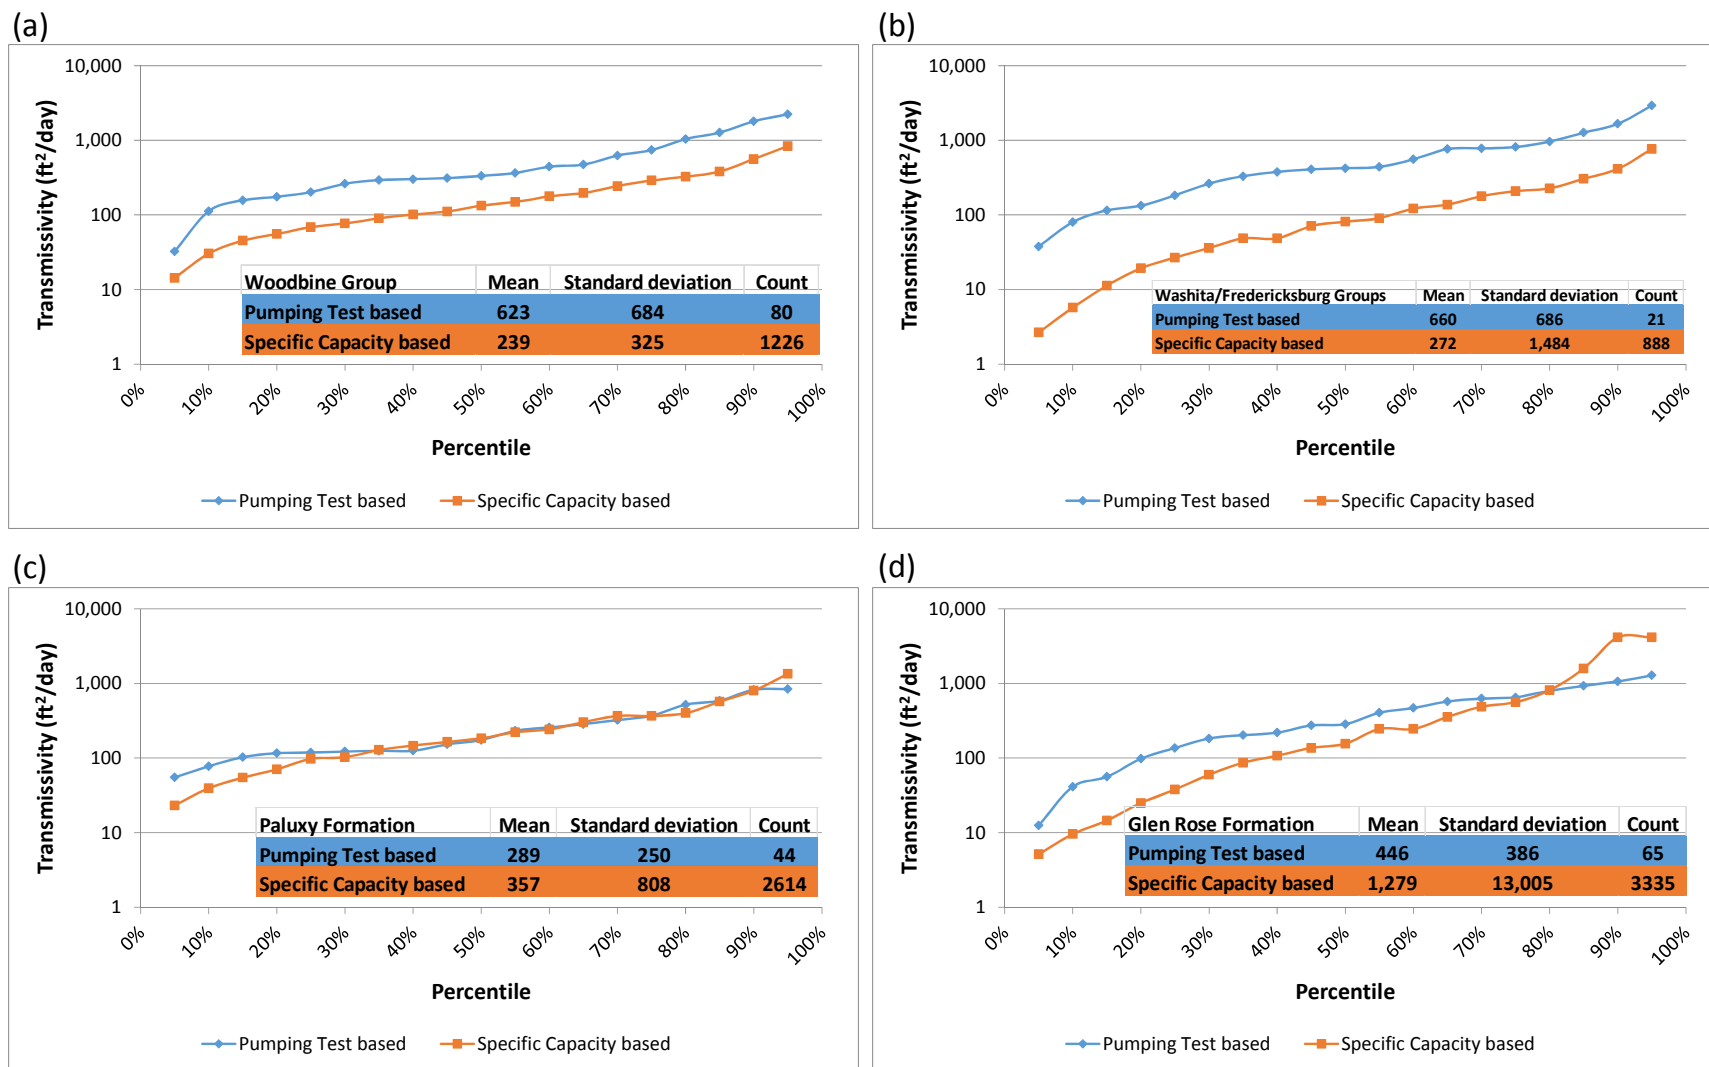 (a)
10,000
1,000
100
10
1
Transmissivity (ft²/day)
Woodbine Group Mean Standard deviation Count
Pumping Test based 623 684 80
Specific Capacity based 239 325 1226
0% 10% 20% 30% 40% 50% 60% 70% 80% 90% 100%
Percentile
Pumping Test based Specific Capacity based
(b)
10,000
1,000
100
10
1
Transmissivity (ft²/day)
Washita/Fredericksburg Groups Mean Standard deviation Count
Pumping Test based 660 686 21
Specific Capacity based 272 1,484 888
0% 10% 20% 30% 40% 50% 60% 70% 80% 90% 100%
Percentile
Pumping Test based Specific Capacity based
(c)
10,000
1,000
100
10
1
Transmissivity (ft²/day)
Paluxy Formation Mean Standard deviation Count
Pumping Test based 289 250 44
Specific Capacity based 357 808 2614
0% 10% 20% 30% 40% 50% 60% 70% 80% 90% 100%
Percentile
Pumping Test based Specific Capacity based
(d)
10,000
1,000
100
10
1
Transmissivity (ft²/day)
Glen Rose Formation Mean Standard deviation Count
Pumping Test based 446 386 65
Specific Capacity based 1,279 13,005 3335
0% 10% 20% 30% 40% 50% 60% 70% 80% 90% 100%
Percentile
Pumping Test based Specific Capacity based